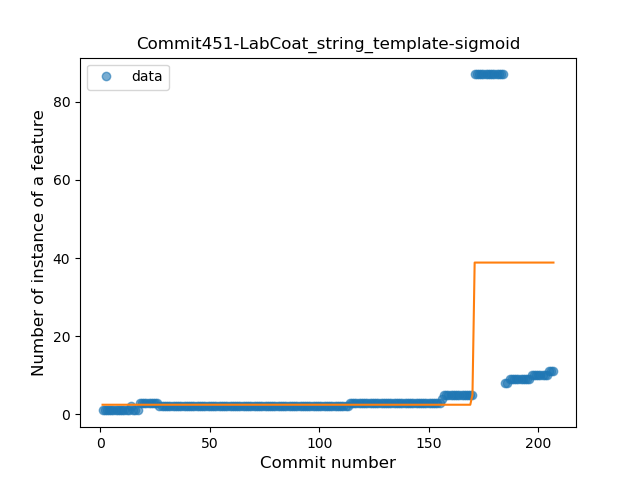 Commit451-LabCoat_string_template-sigmoid
data
Number of instance of a feature
80
60
40
20
0
0 50 100 150 200
Commit number